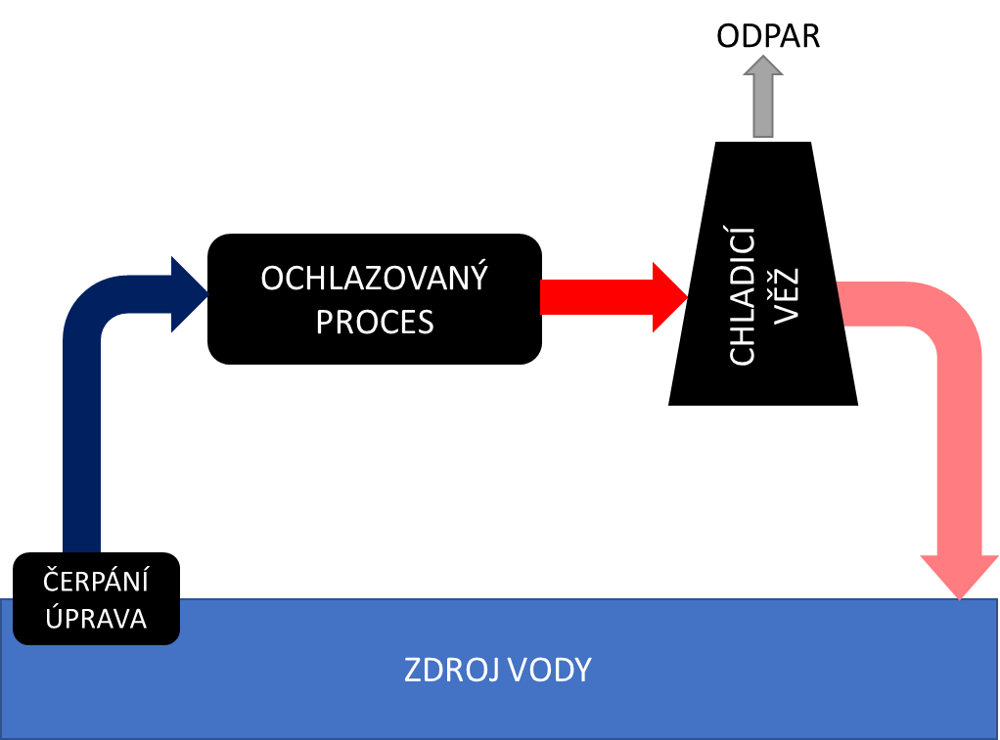 ODPAR
OCHLAZOVANÝ
PROCES
CHLADICÍ
VĚŽ
ČERPÁNÍ
ÚPRAVA
ZDROJ VODY